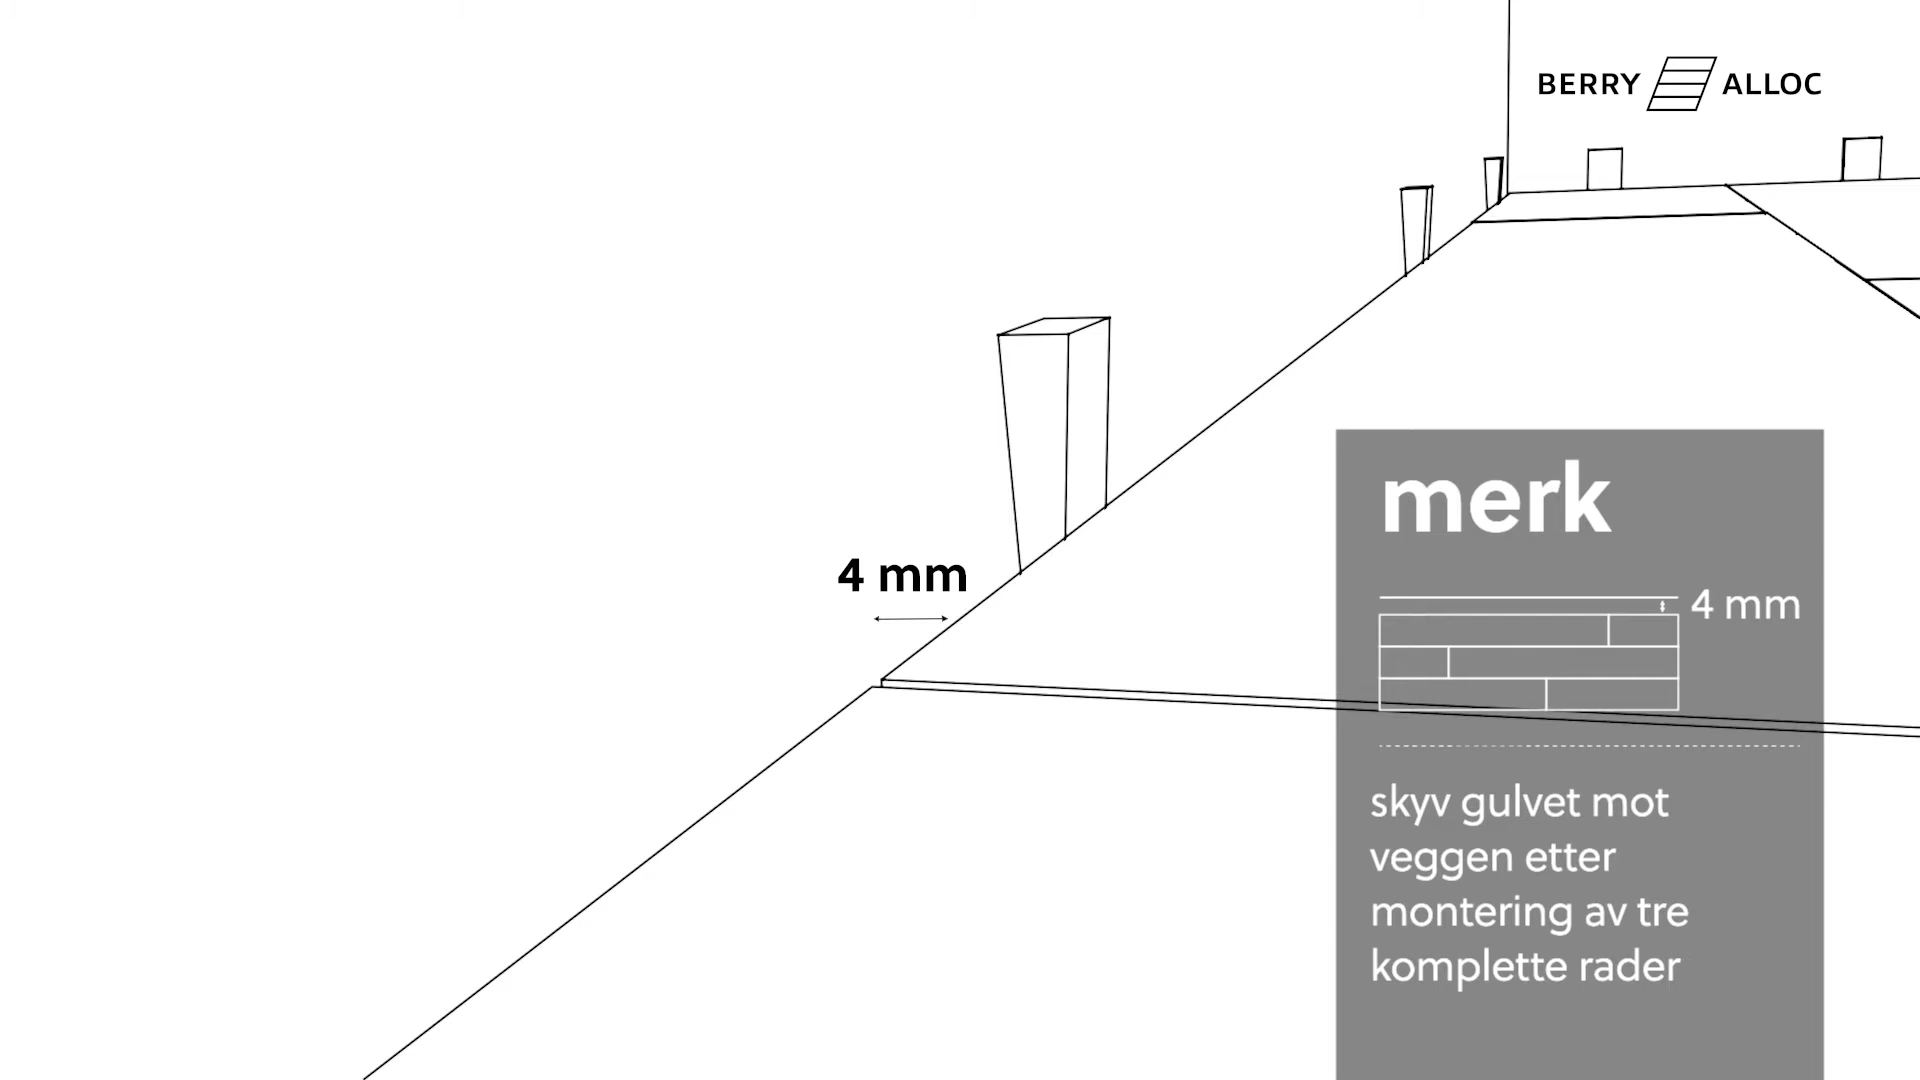 BERRY ALLOC
4 mm
merk
4 mm
skyv gulvet mot
veggen etter
montering av tre
komplette rader